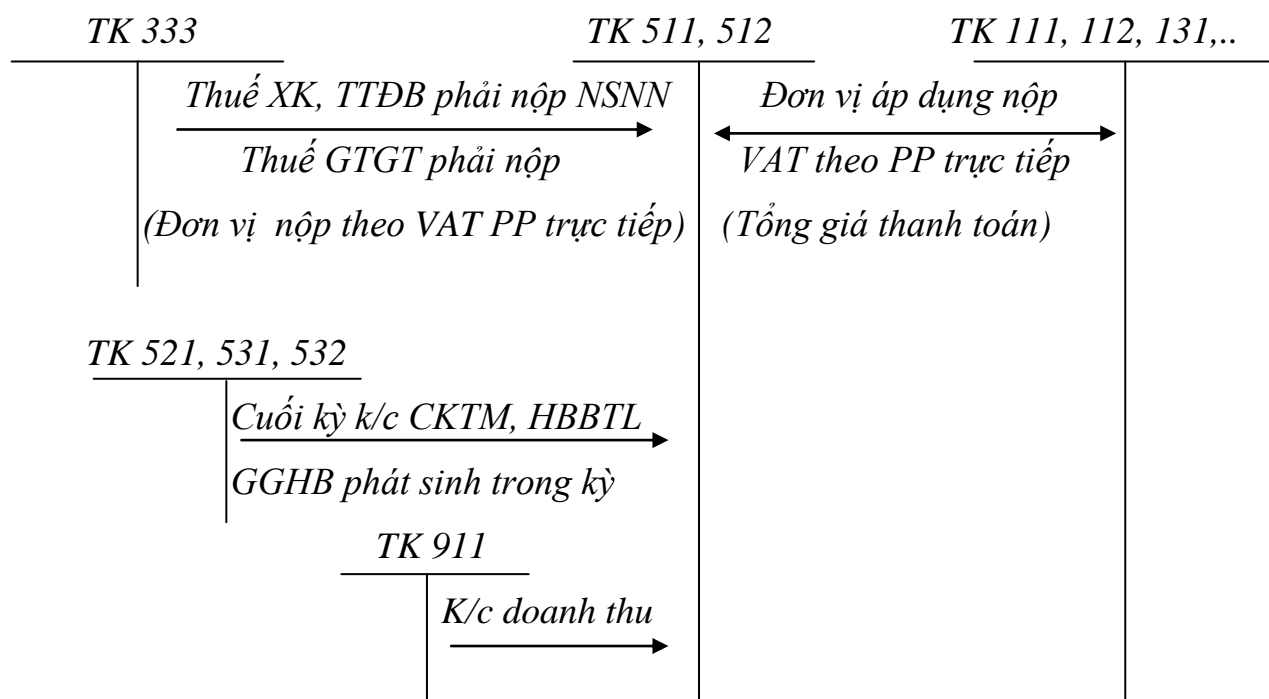 TK 333
TK 511, 512
TK 111, 112, 131,..
Thuế XK, TTĐB phải nộp NSNN
Thuế GTGT phải nộp
(Đơn vị nộp theo VAT PP trực tiếp)
Đơn vị áp dụng nộp
VAT theo PP trực tiếp
(Tổng giá thanh toán)
TK 521, 531, 532
Cuối kỳ k/c CKTM, HBBTL
GGHB phát sinh trong kỳ
TK 911
K/c doanh thu